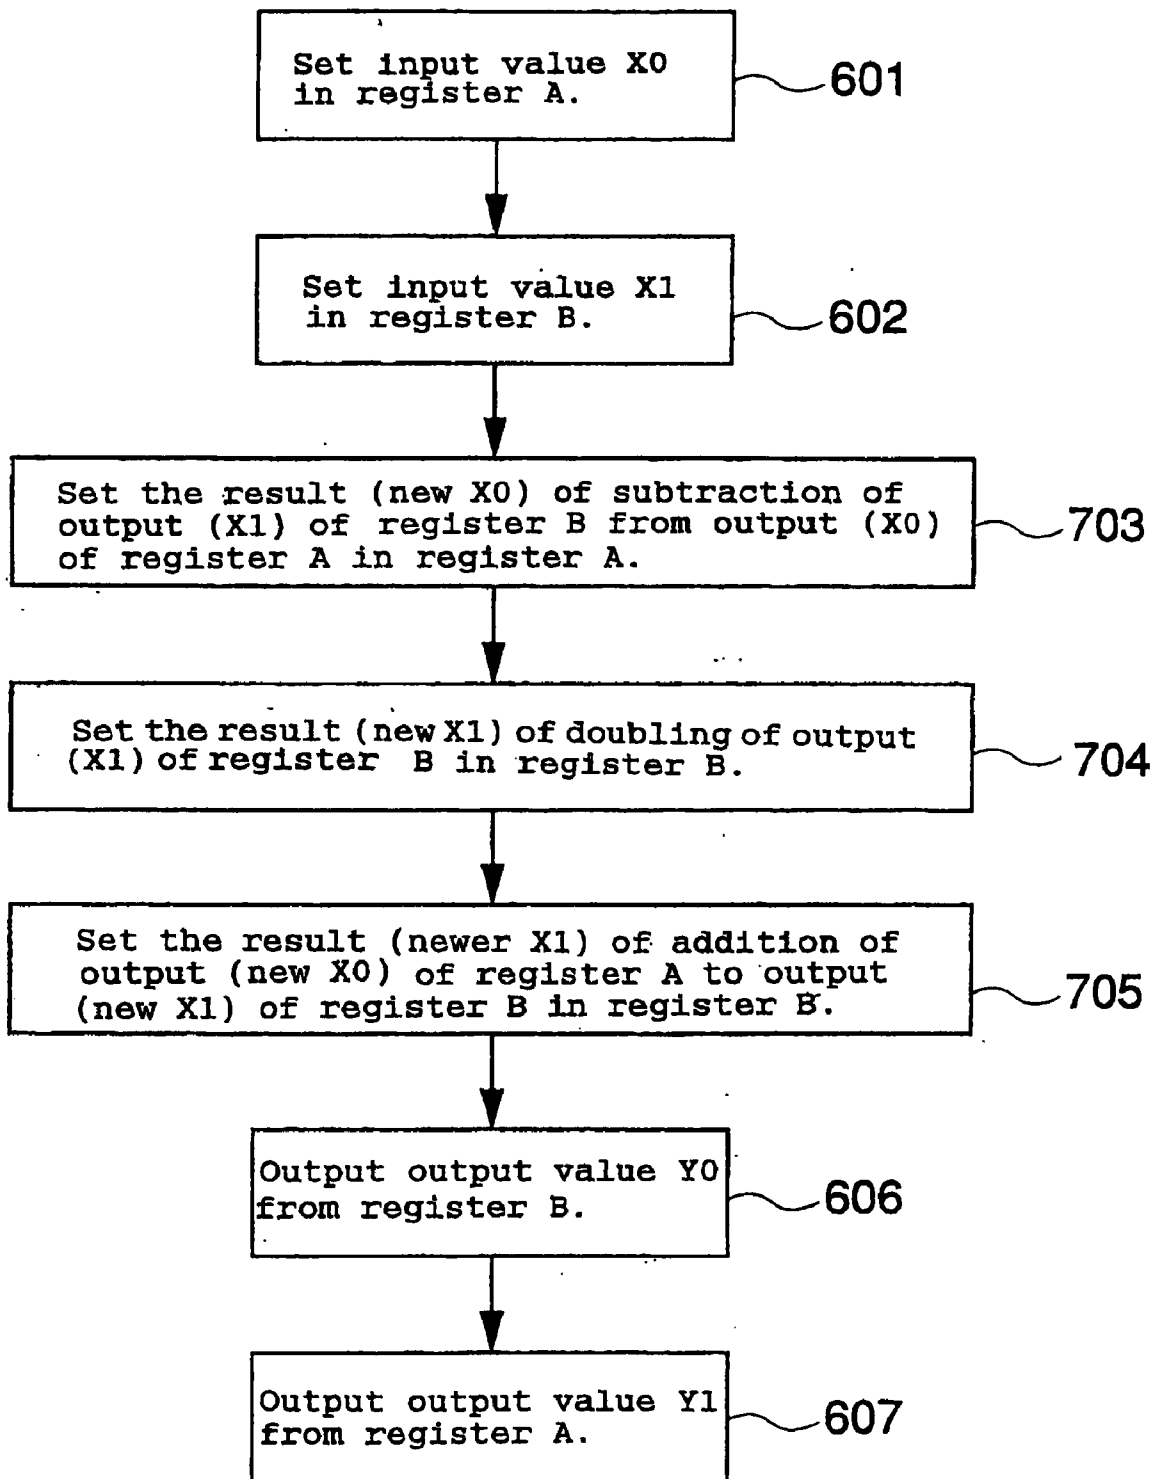 Set input value X0
in register A.
601
Set input value X1
in register B.
602
Set the result (new X0) of subtraction of
output (X1) of register B from output (X0)
of register A in register A.
703
Set the result (new X1) of doubling of output
(X1) of register B in register B.
704
Set the result (newer X1) of addition of
output (new X0) of register A to output
(new X1) of register B in register B.
705
Output output value Y0
from register B.
606
Output output value Y1
from register A.
607